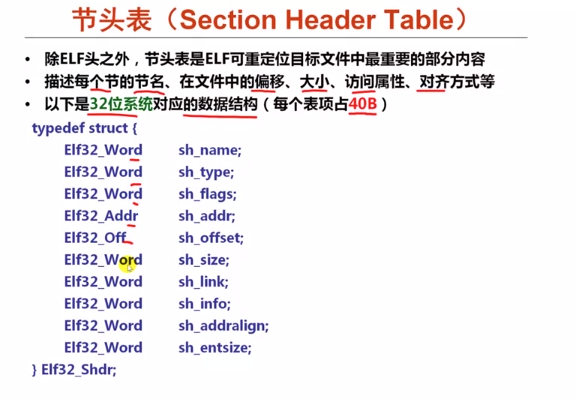 节头表（Section Header Table）
• 除ELF头之外，节头表是ELF可重定位目标文件中最重要的部分内容
• 描述每个节的节名、在文件中的偏移、大小、访问属性、对齐方式等
• 以下是32位系统对应的数据结构（每个表项占40B）
typedef struct {
Elf32_Word sh_name;
Elf32_Word sh_type;
Elf32_Word sh_flags;
Elf32_Addr sh_addr;
Elf32_Off sh_offset;
Elf32_Word sh_size;
Elf32_Word sh_link;
Elf32_Word sh_info;
Elf32_Word sh_addralign;
Elf32_Word sh_entsize;
} Elf32_Shdr;